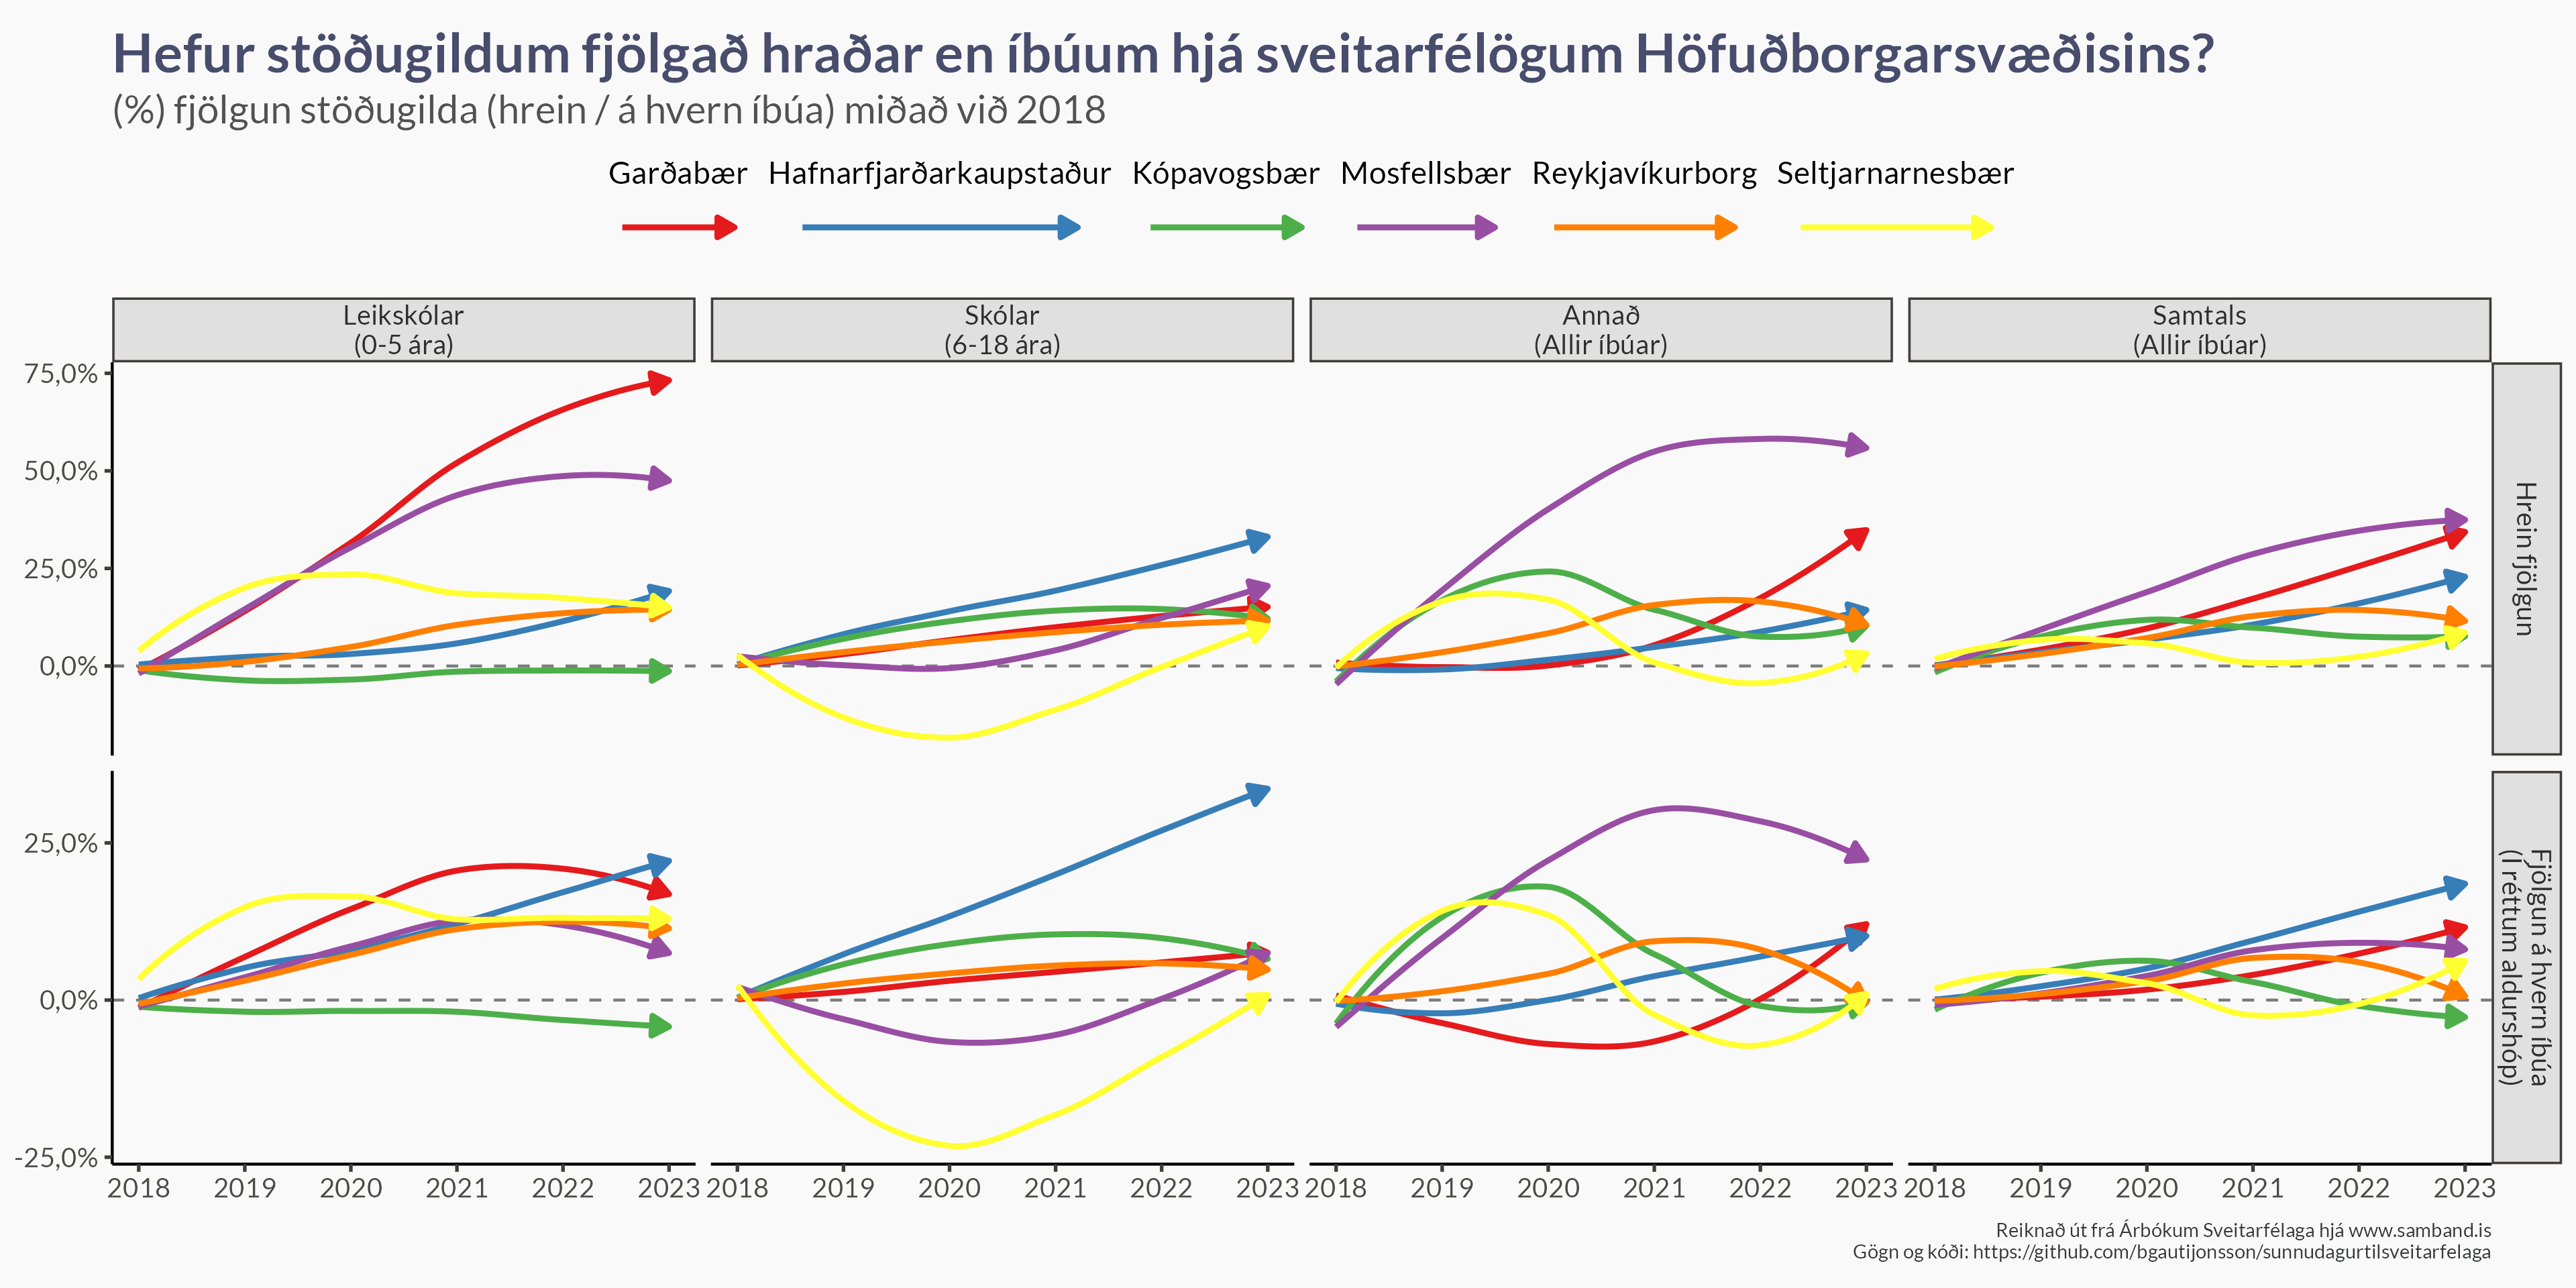 Hefur stöðugildum fjölgað hraðar en íbúum hjá sveitarfélögum Höfuðborgarsvæðisins?
(%) fjölgun stöðugilda (hrein / á hvern íbúa) miðað við 2018
Garðabær Hafnarfjarðarkaupstaður Kópavogsbær Mosfellsbær Reykjavíkurborg Seltjarnarnesbær
Leikskólar
(0-5 ára)
Skólar
(6-18 ára)
Annað
(Allir íbúar)
Samtals
(Allir íbúar)
75,0%
50,0%
25,0%
0,0%
Hrein fjölgun
25,0%
0,0%
-25,0%
Fjölgun á hvern íbúa
(Í réttum aldurshóp)
2018 2019 2020 2021 2022 2023 2018 2019 2020 2021 2022 2023 2018 2019 2020 2021 2022 2023 2018 2019 2020 2021 2022 2023
Reiknað út frá Árbókum Sveitarfélaga hjá www.samband.is
Gögn og kóði: https://github.com/bgautijonsson/sunnudagurtilsveitarfelaga